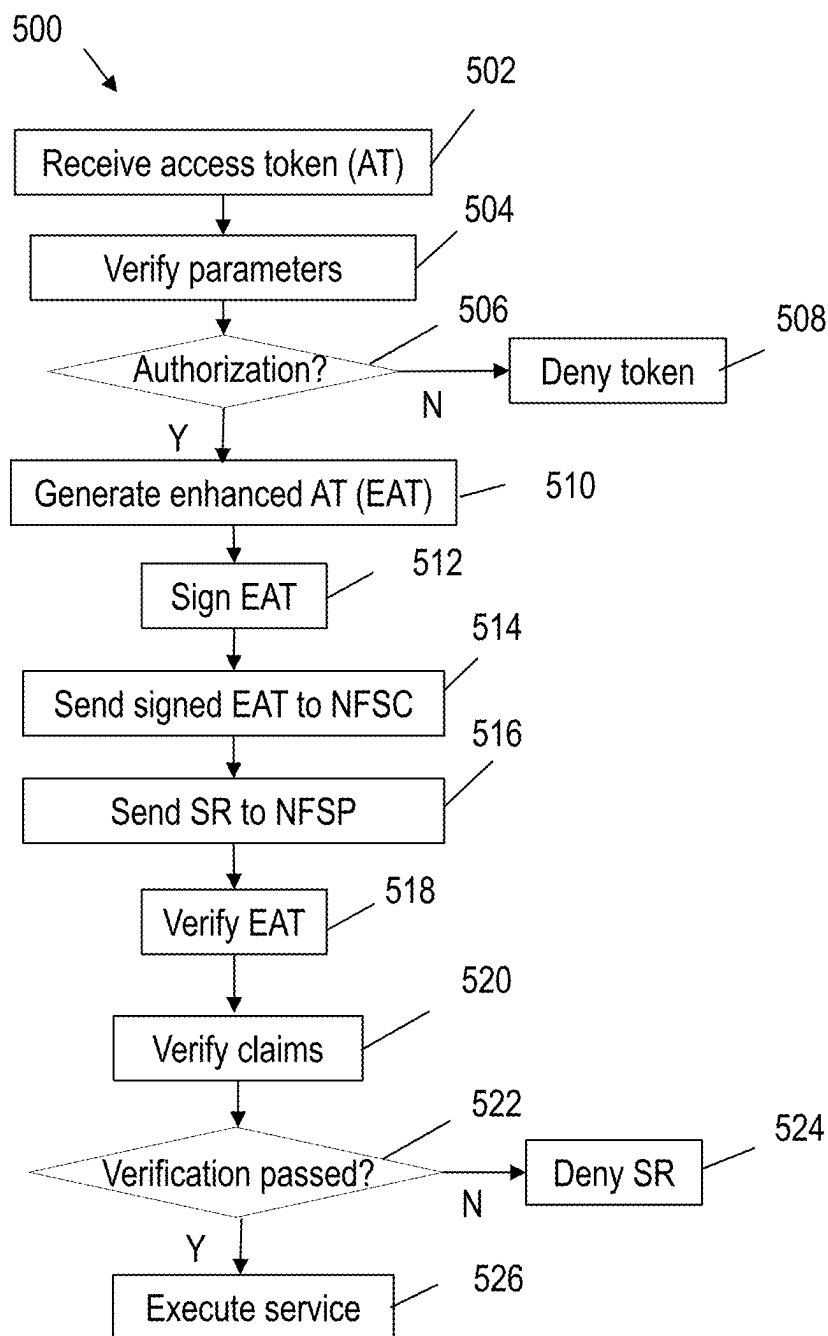 500
502
Receive access token (AT)
504
Verify parameters
506
Authorization?
508
Deny token
N
Y
Generate enhanced AT (EAT)
510
512
Sign EAT
514
Send signed EAT to NFSC
516
Send SR to NFSP
518
Verify EAT
520
Verify claims
522
Verification passed?
524
Deny SR
N
Y
526
Execute service